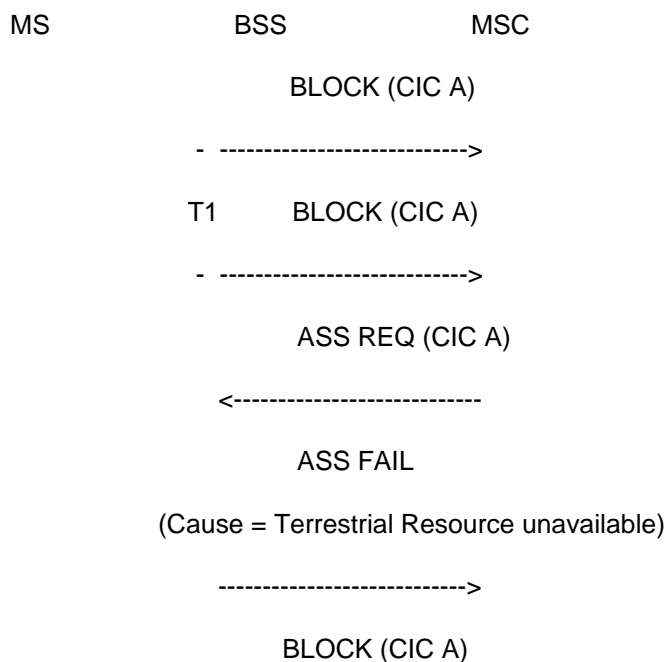 MS BSS MSC
BLOCK (CIC A)
- ---------------------------->
T1 BLOCK (CIC A)
- ---------------------------->
ASS REQ (CIC A)
<----------------------------
ASS FAIL
(Cause = Terrestrial Resource unavailable)
---------------------------->
BLOCK (CIC A)